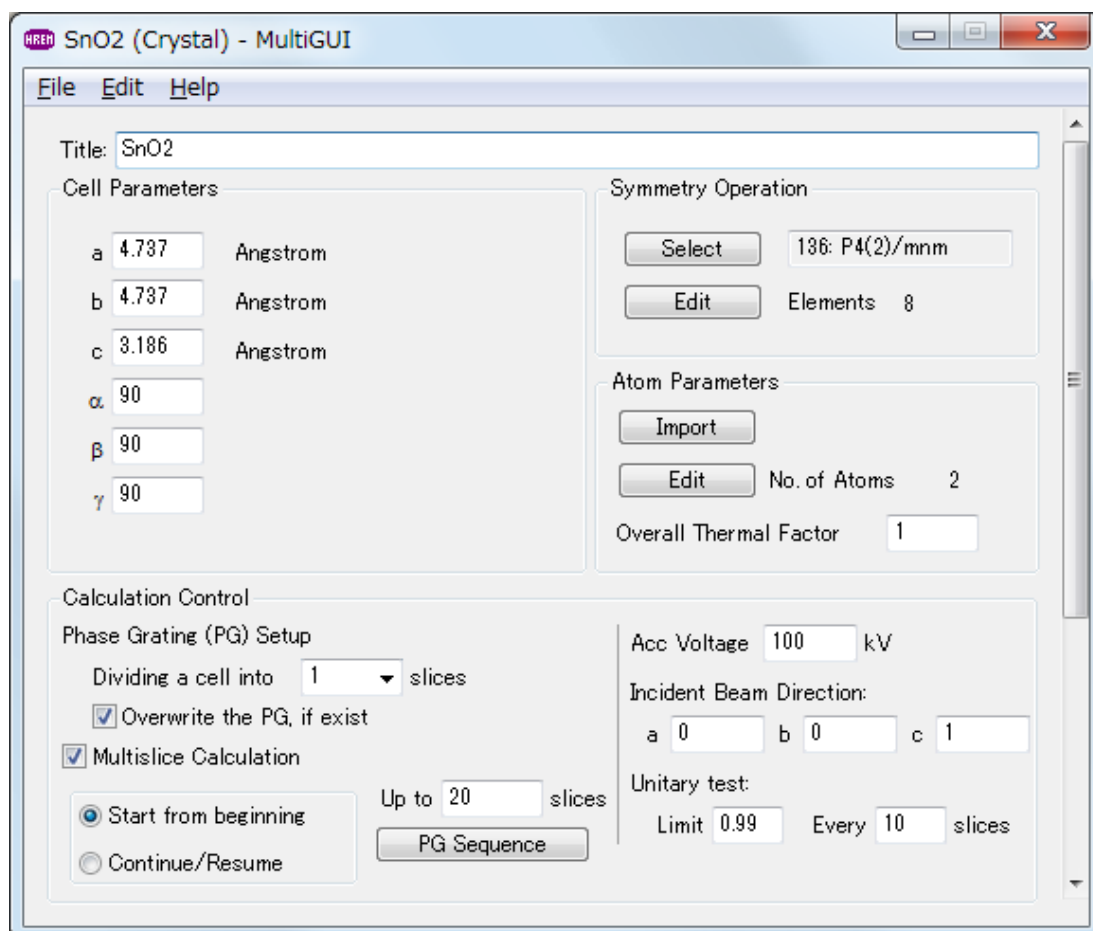 HREM SnO2 (Crystal) - MultiGUI
File Edit Help
Title: SnO2
Cell Parameters
a 4.737 Angstrom
b 4.737 Angstrom
c 3.186 Angstrom
α 90
β 90
γ 90
Symmetry Operation
Select 136: P4(2)/mnm
Edit Elements 8
Atom Parameters
Import
Edit No. of Atoms 2
Overall Thermal Factor 1
Calculation Control
Phase Grating (PG) Setup
Dividing a cell into 1 slices
Overwrite the PG, if exist
Multislice Calculation
Start from beginning
Continue/Resume
Up to 20 slices
PG Sequence
Acc Voltage 100 kV
Incident Beam Direction:
a 0 b 0 c 1
Unitary test:
Limit 0.99 Every 10 slices